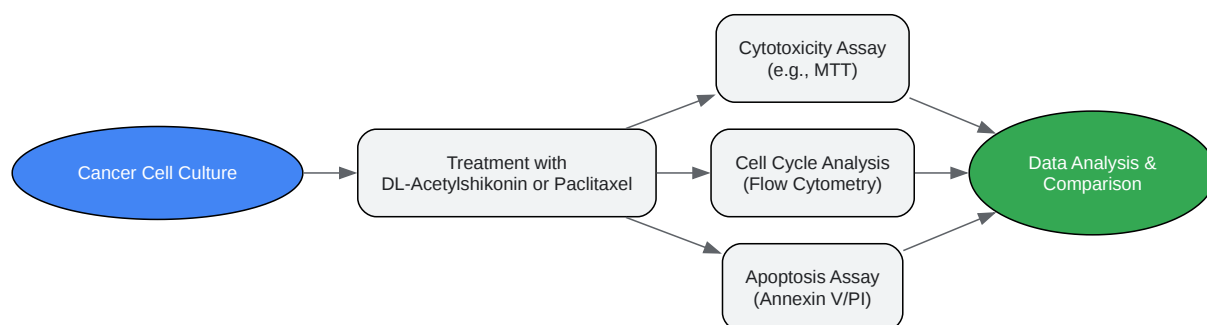 Cancer Cell Culture
Treatment with
DL-Acetylshikonin or Paclitaxel
Cytotoxicity Assay
(e.g., MTT)
Cell Cycle Analysis
(Flow Cytometry)
Apoptosis Assay
(Annexin V/PI)
Data Analysis &
Comparison